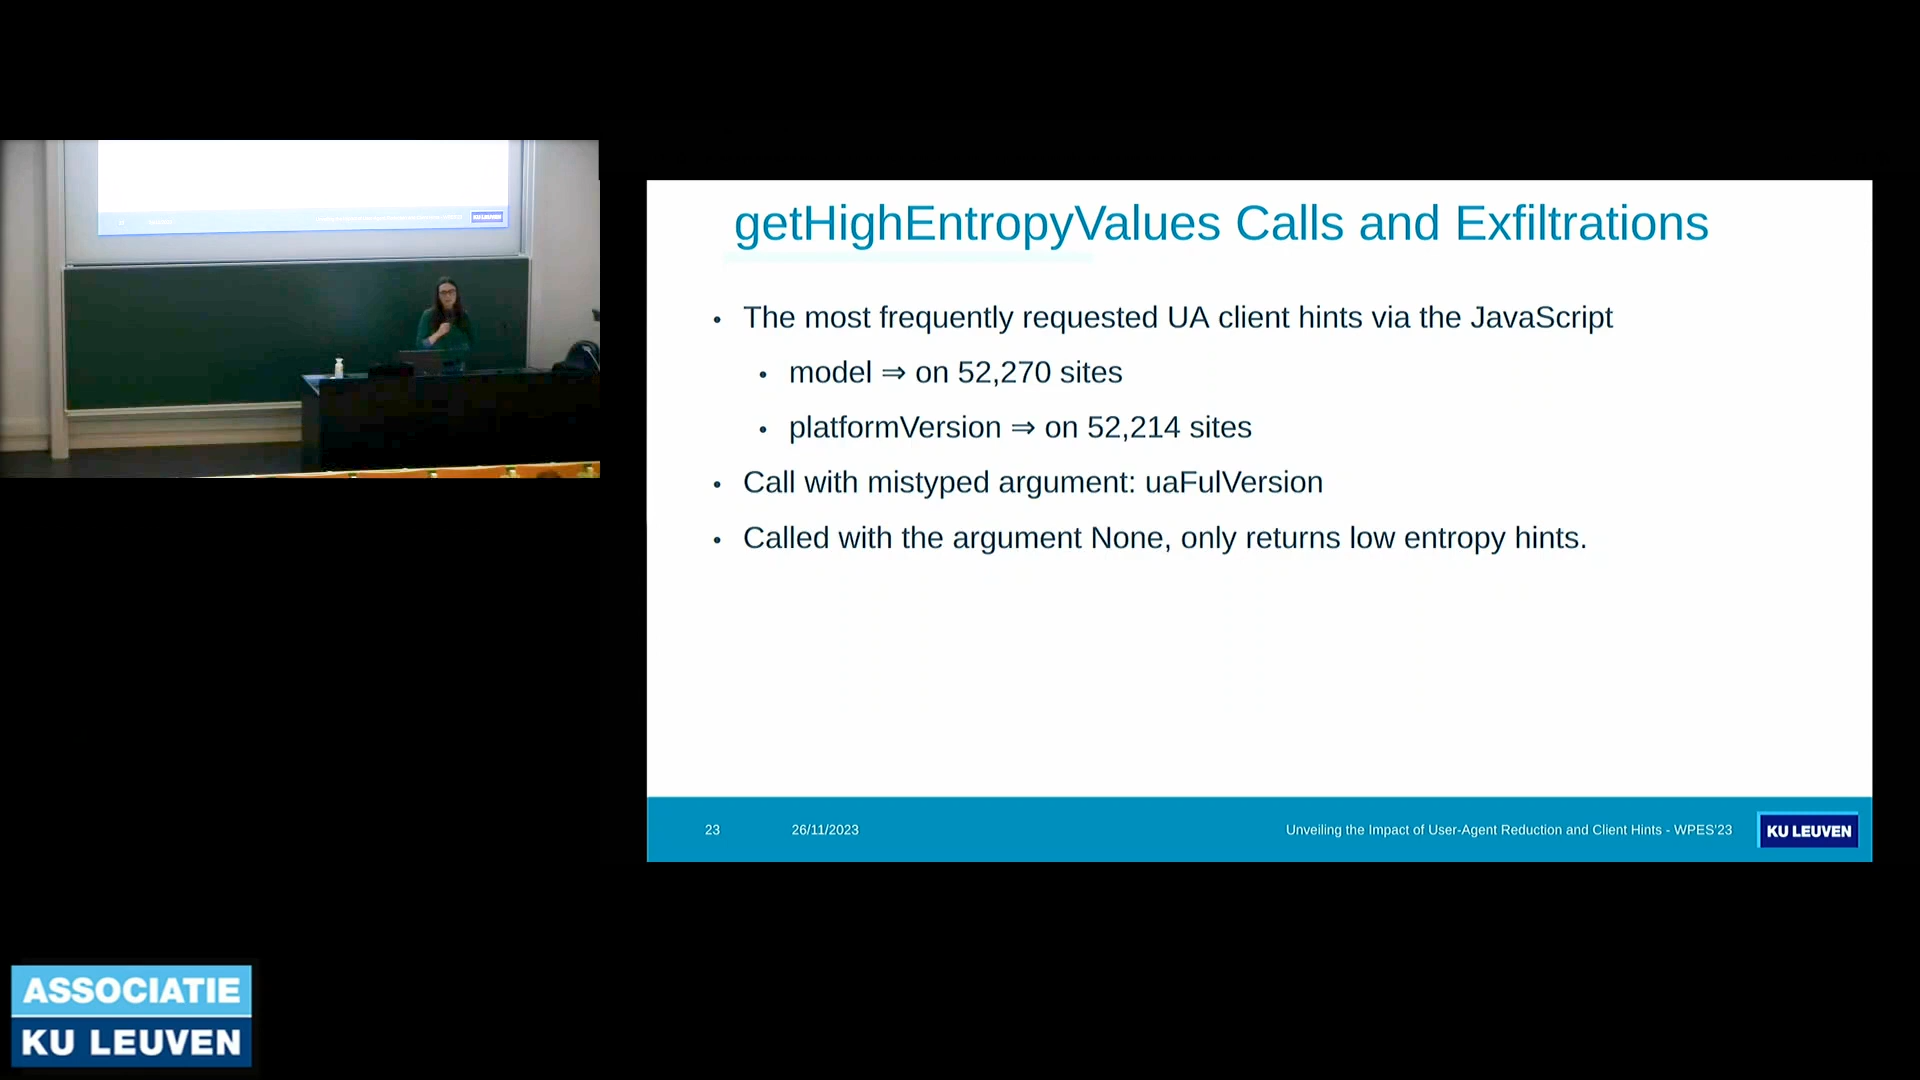 getHighEntropyValues Calls and Exfiltrations
• The most frequently requested UA client hints via the JavaScript
• model ⇒ on 52,270 sites
• platformVersion ⇒ on 52,214 sites
• Call with mistyped argument: uaFulVersion
• Called with the argument None, only returns low entropy hints.
23 26/11/2023 Unveiling the Impact of User-Agent Reduction and Client Hints - WPES'23 KU LEUVEN
KU LEUVEN
ASSOCIATIE
KU LEUVEN